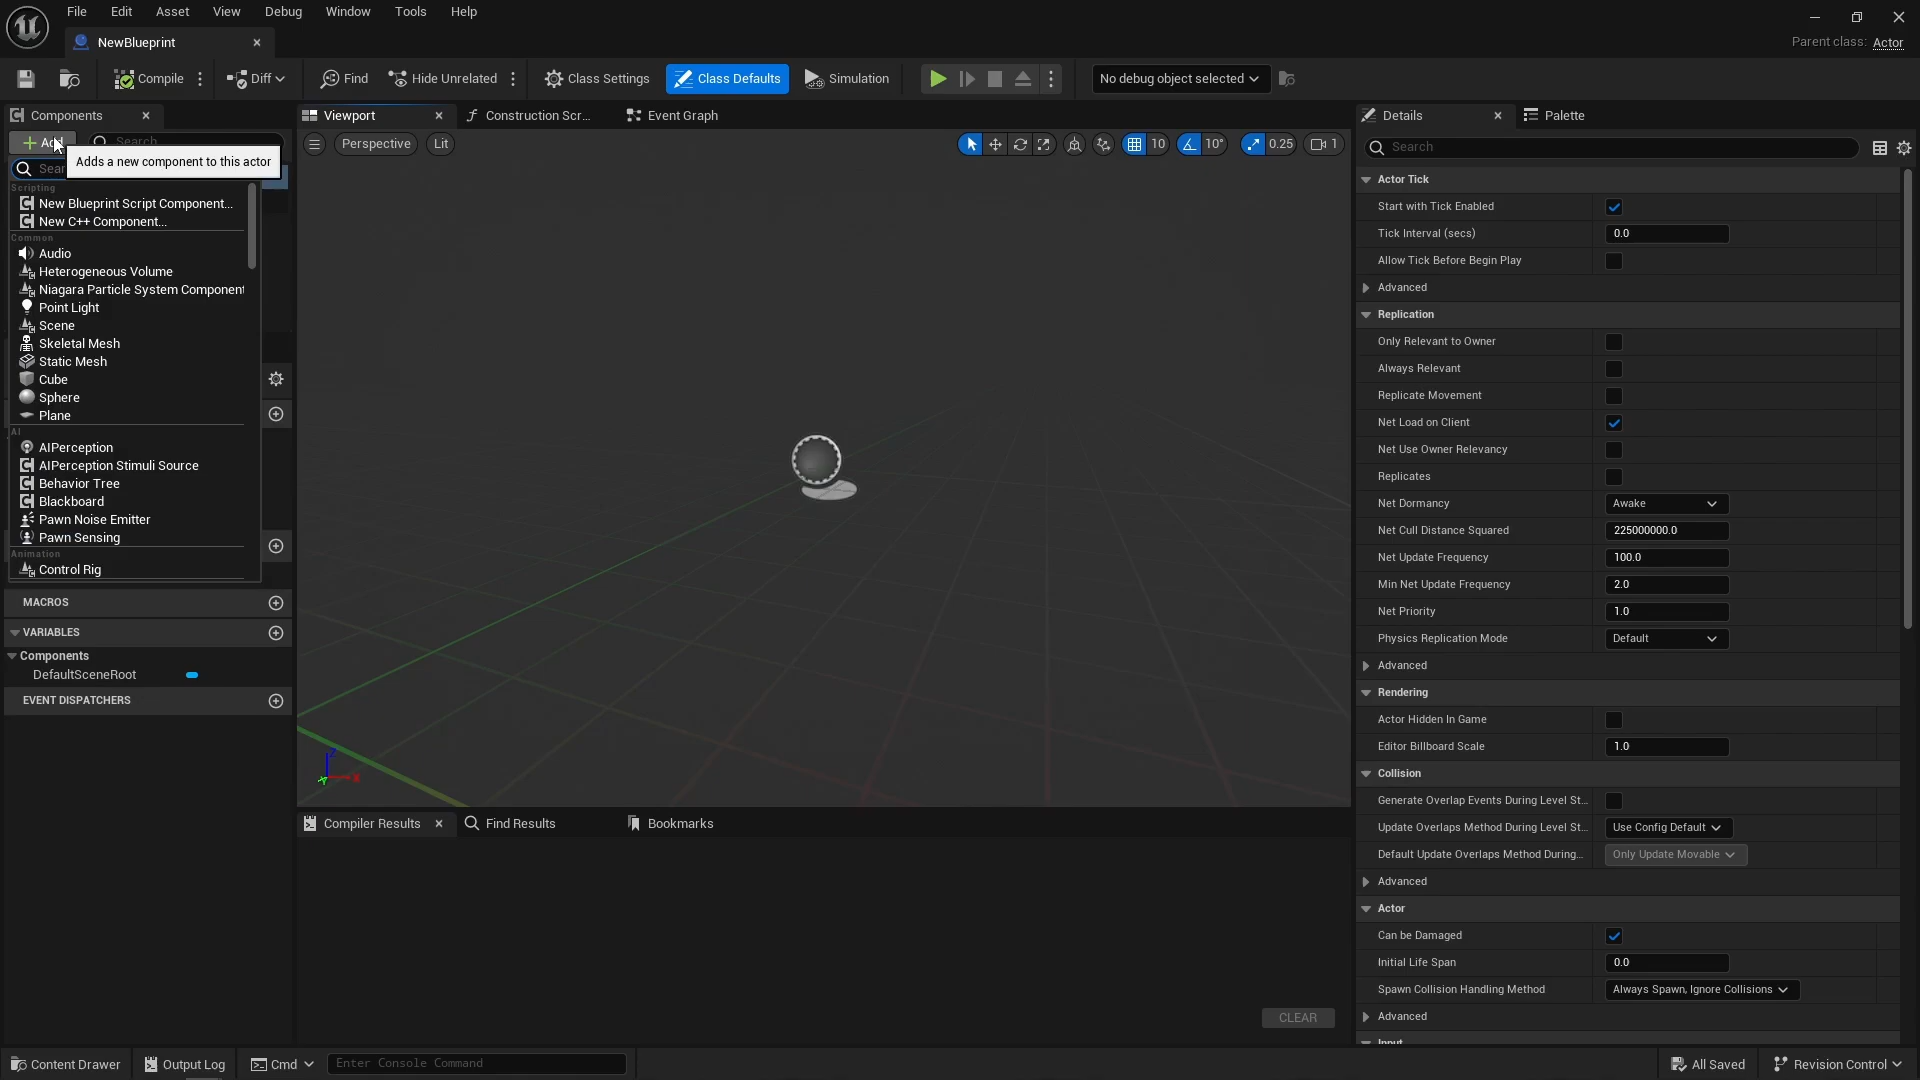 File Edit Asset View Debug Window Tools Help
NewBlueprint
Parent class: Actor
Compile Diff Find Hide Unrelated Class Settings Class Defaults Simulation No debug object selected
Components
Viewport Construction Scr... Event Graph
Details Palette
Add Search
Perspective Lit 10 10° 0.25 1
Search
Adds a new component to this actor
Scripting
New Blueprint Script Component...
New C++ Component...
Common
Audio
Heterogeneous Volume
Niagara Particle System Component
Point Light
Scene
Skeletal Mesh
Static Mesh
Cube
Sphere
Plane
AI
AIPerception
AIPerception Stimuli Source
Behavior Tree
Blackboard
Pawn Noise Emitter
Pawn Sensing
Animation
Control Rig
MACROS
VARIABLES
Components
DefaultSceneRoot
EVENT DISPATCHERS
Z
X
Y
Compiler Results Find Results Bookmarks
CLEAR
Actor Tick
Start with Tick Enabled
Tick Interval (secs) 0.0
Allow Tick Before Begin Play
Advanced
Replication
Only Relevant to Owner
Always Relevant
Replicate Movement
Net Load on Client
Net Use Owner Relevancy
Replicates
Net Dormancy Awake
Net Cull Distance Squared 225000000.0
Net Update Frequency 100.0
Min Net Update Frequency 2.0
Net Priority 1.0
Physics Replication Mode Default
Advanced
Rendering
Actor Hidden In Game
Editor Billboard Scale 1.0
Collision
Generate Overlap Events During Level St...
Update Overlaps Method During Level St... Use Config Default
Default Update Overlaps Method During... Only Update Movable
Advanced
Actor
Can be Damaged
Initial Life Span 0.0
Spawn Collision Handling Method Always Spawn, Ignore Collisions
Advanced
Input
Content Drawer Output Log Cmd Enter Console Command All Saved Revision Control